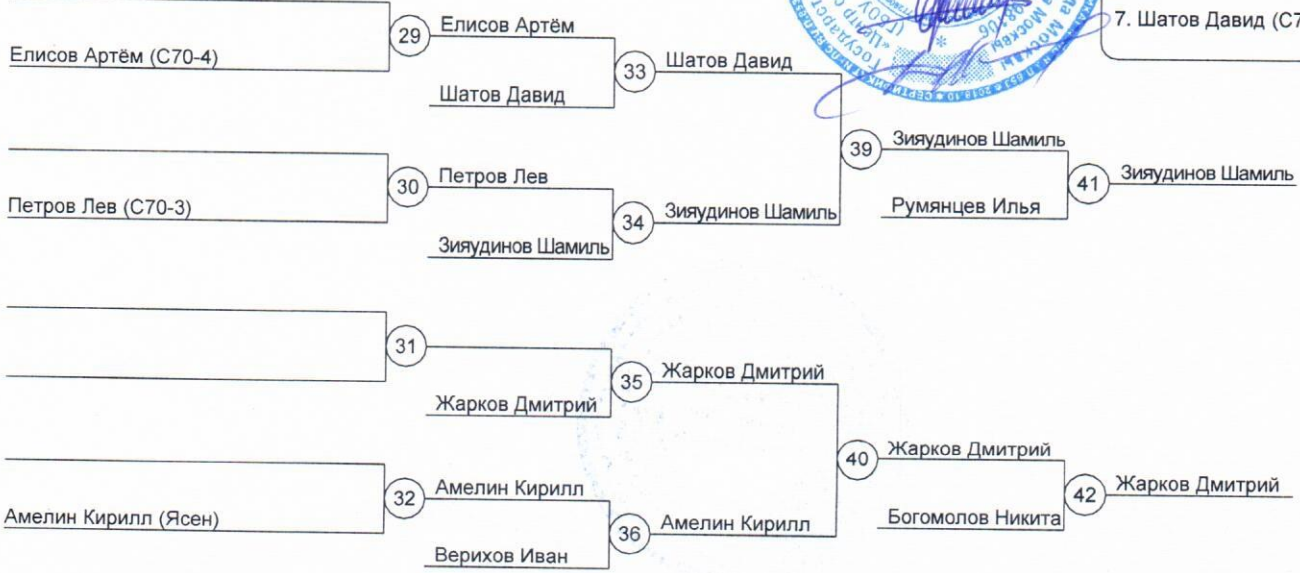 29
Елисов Артём
Елисов Артём (С70-4)
33
Шатов Давид
Шатов Давид
7. Шатов Давид (С7
39
Зияудинов Шамиль
30
Петров Лев
41
Зияудинов Шамиль
Петров Лев (С70-3)
34
Зияудинов Шамиль
Румянцев Илья
Зияудинов Шамиль
31
35
Жарков Дмитрий
Жарков Дмитрий
40
Жарков Дмитрий
32
Амелин Кирилл
42
Жарков Дмитрий
Амелин Кирилл (Ясен)
36
Амелин Кирилл
Богомолов Никита
Верихов Иван